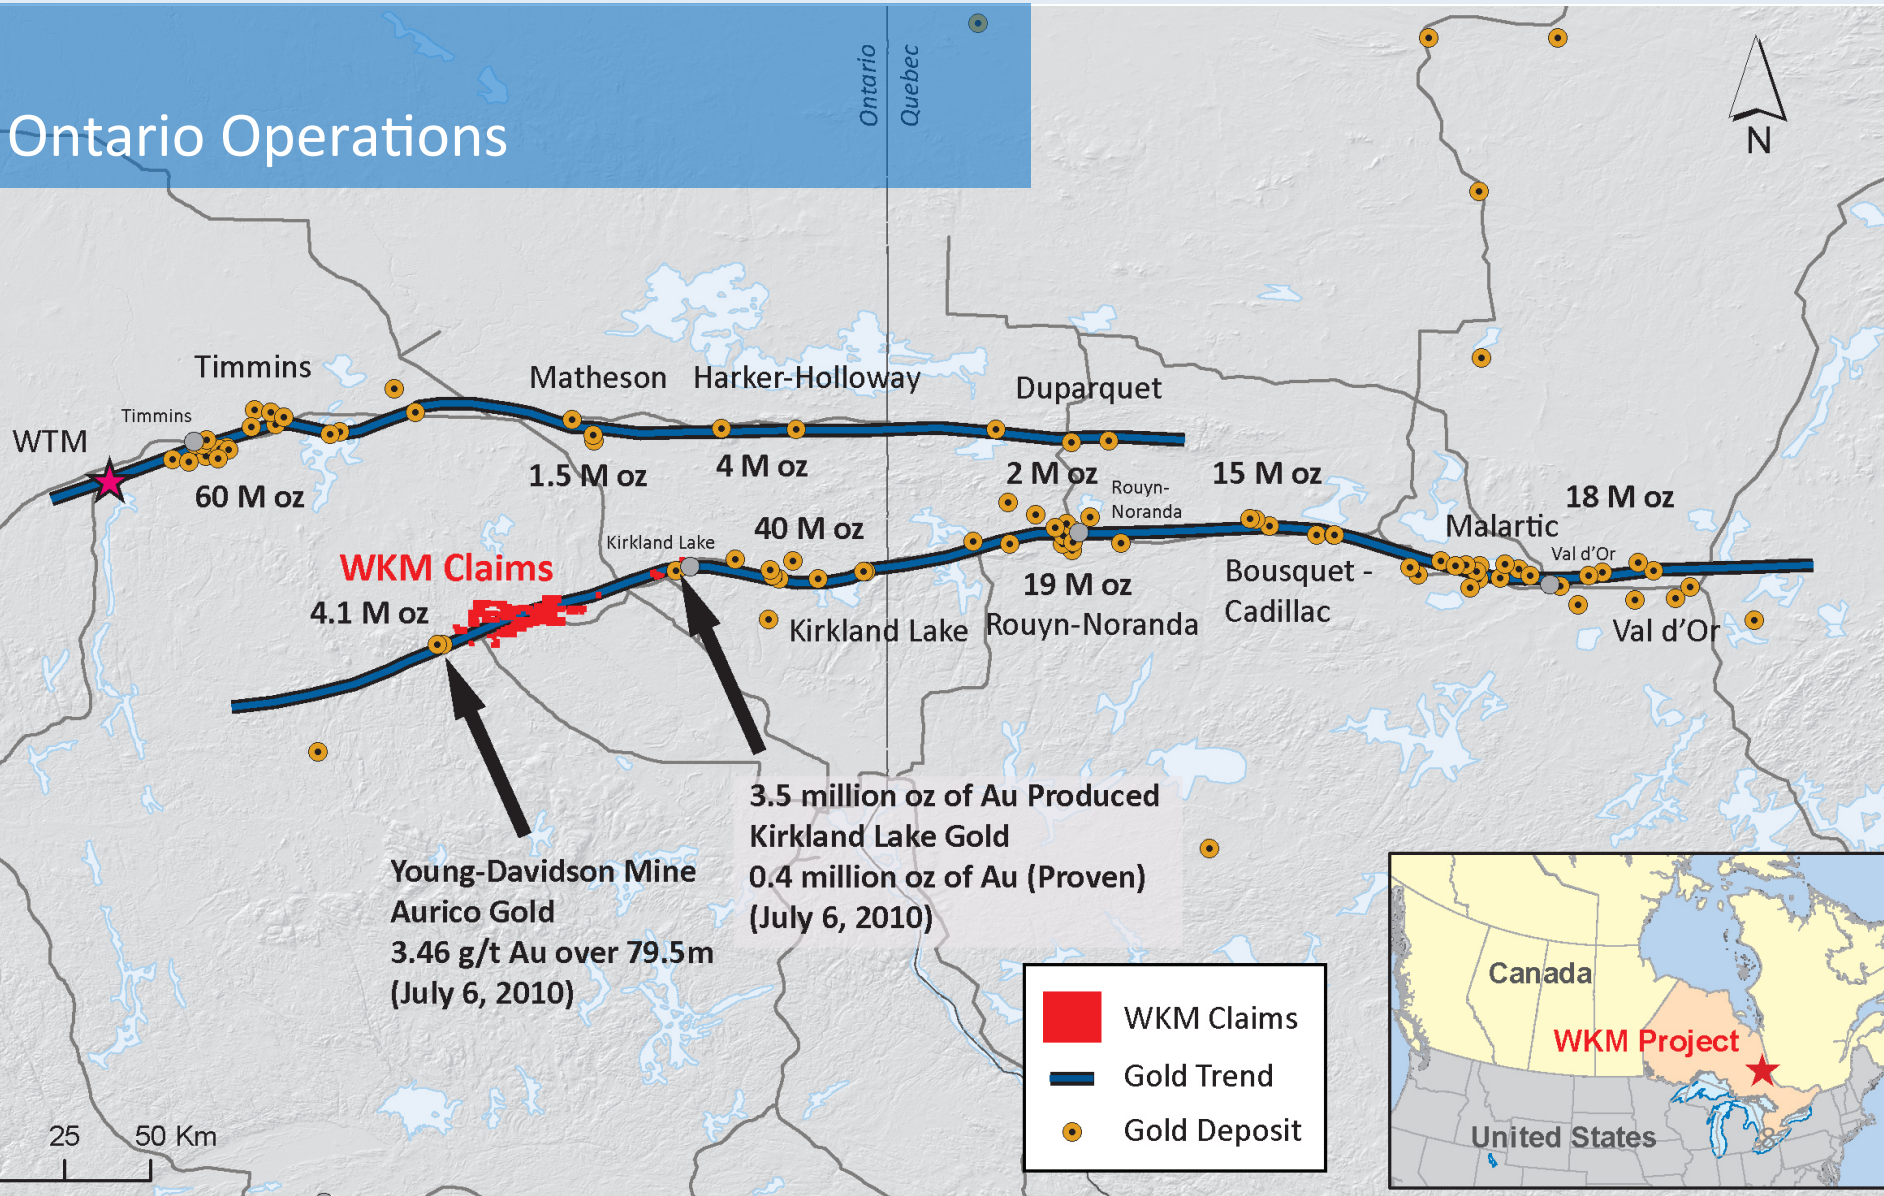 Ontario Operations
Ontario
Quebec
N
Timmins
Matheson
Harker-Holloway
Duparquet
Timmins
WTM
60 M oz
1.5 M oz
4 M oz
2 M oz
Rouyn-
Noranda
15 M oz
18 M oz
Malartic
Val d'Or
Kirkland Lake
40 M oz
WKM Claims
4.1 M oz
19 M oz
Rouyn-Noranda
Kirkland Lake
Bousquet -
Cadillac
Val d'Or
3.5 million oz of Au Produced
Kirkland Lake Gold
0.4 million oz of Au (Proven)
(July 6, 2010)
Young-Davidson Mine
Aurico Gold
3.46 g/t Au over 79.5m
(July 6, 2010)
WKM Claims
Gold Trend
Gold Deposit
Canada
WKM Project
United States
25
50 Km